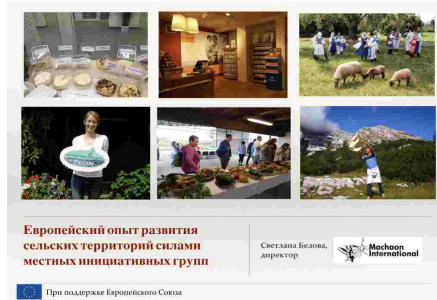 Европейский опыт развития
сельских территорий силами
местных инициативных групп
Светлана Белова,
директор
Machaon
International
При поддержке Европейского Союза